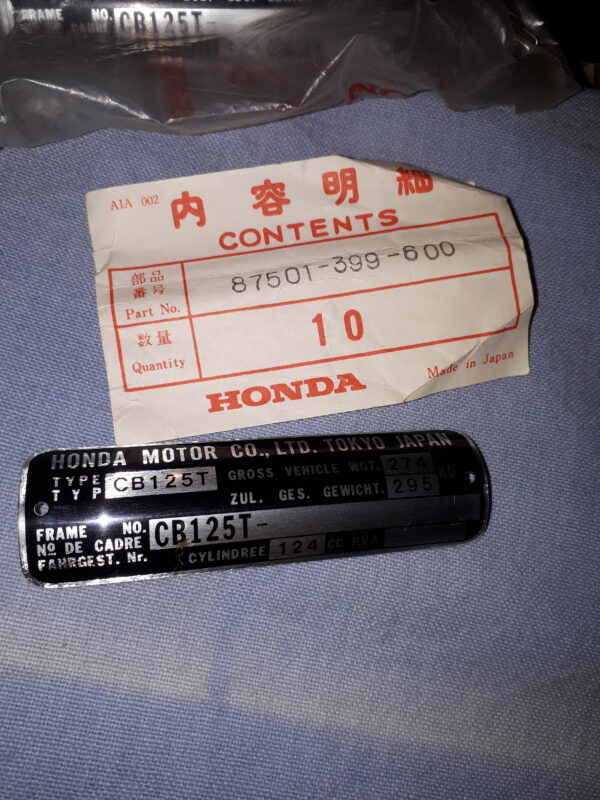 FRAME NO. CB125T-
DE CADRE
AIA 002
内容明細
CONTENTS
部品番号
Part No.
87501-399-600
数量
Quantity
10
HONDA
Made in Japan
HONDA MOTOR CO., LTD. TOKYO JAPAN
TYPE
TYP
CB125T
GROSS VEHICLE WGT. 274 KG
ZUL. GES. GEWICHT. 295
FRAME NO.
Nº DE CADRE
FAHRGEST. Nr.
CB125T-
CYLINDREE 124 CC P.V.A.